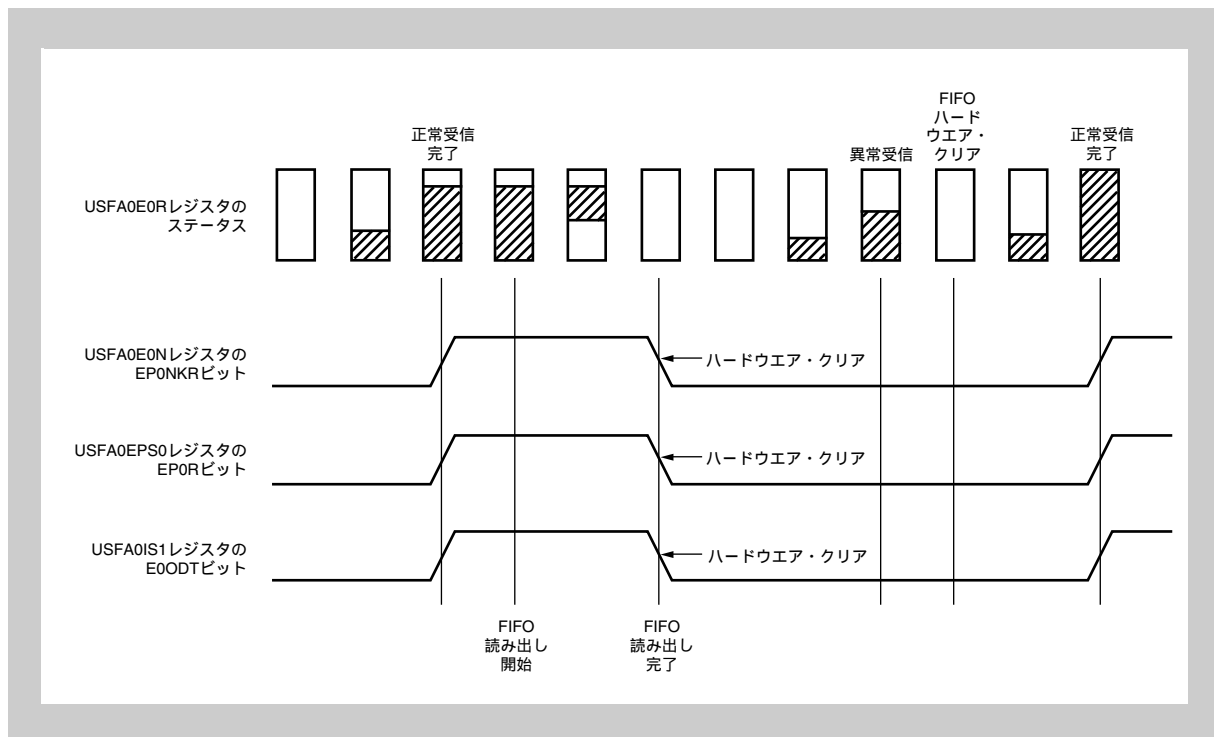 正常受信
完了
異常受信
FIFO
ハード
ウエア・
クリア
正常受信
完了
USFA0E0Rレジスタの
ステータス
USFA0E0Nレジスタの
EP0NKRビット
ハードウエア・クリア
USFA0EPS0レジスタの
EP0Rビット
ハードウエア・クリア
USFA0IS1レジスタの
E0ODTビット
ハードウエア・クリア
FIFO
読み出し
開始
FIFO
読み出し
完了